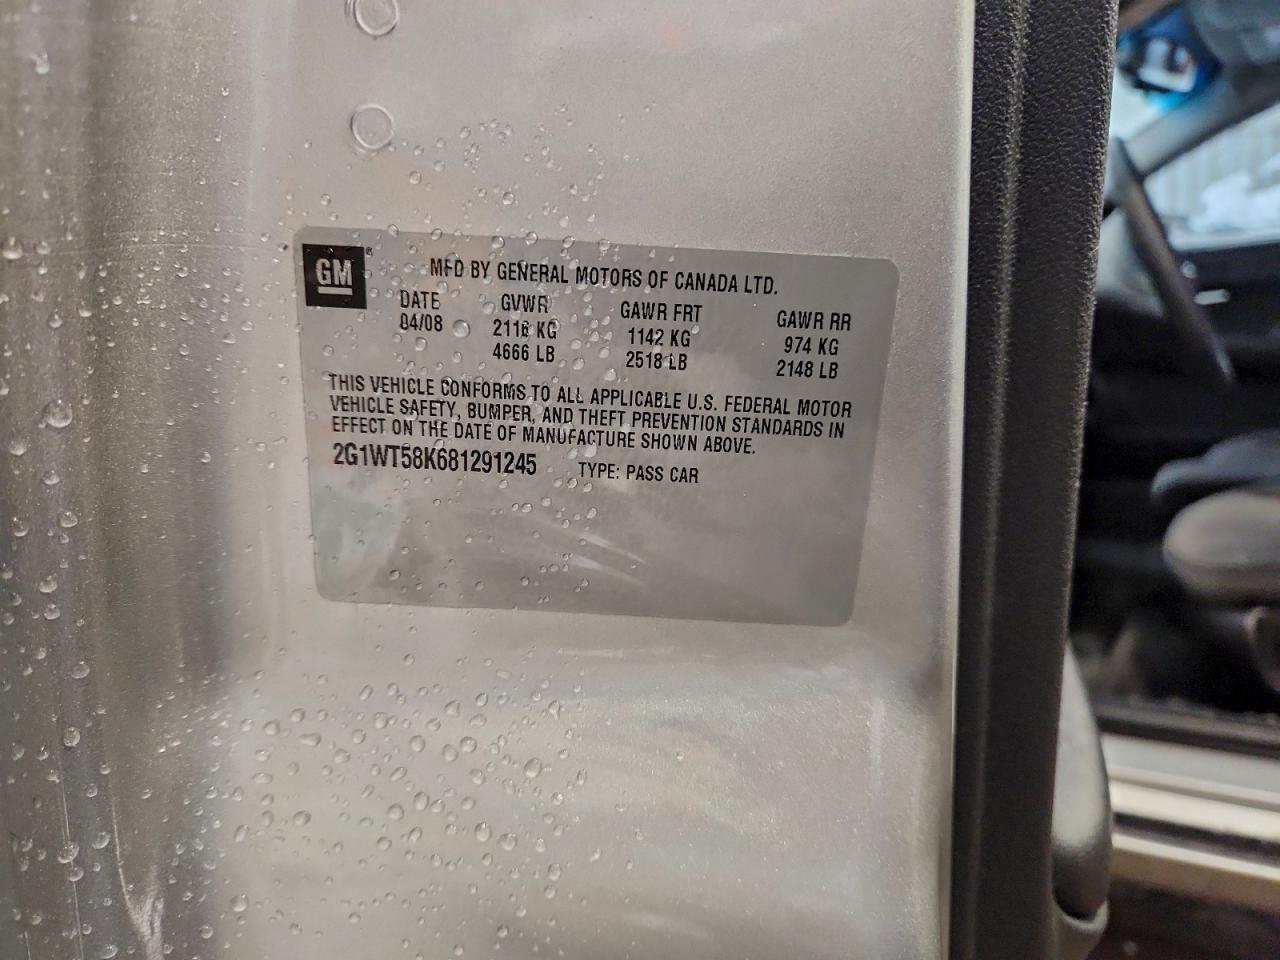 GM ®
MFD BY GENERAL MOTORS OF CANADA LTD.
DATE GVWR GAWR FRT GAWR RR
04/08 2116 KG 1142 KG 974 KG
4666 LB 2518 LB 2148 LB
THIS VEHICLE CONFORMS TO ALL APPLICABLE U.S. FEDERAL MOTOR
VEHICLE SAFETY, BUMPER, AND THEFT PREVENTION STANDARDS IN
EFFECT ON THE DATE OF MANUFACTURE SHOWN ABOVE.
2G1WT58K681291245 TYPE: PASS CAR